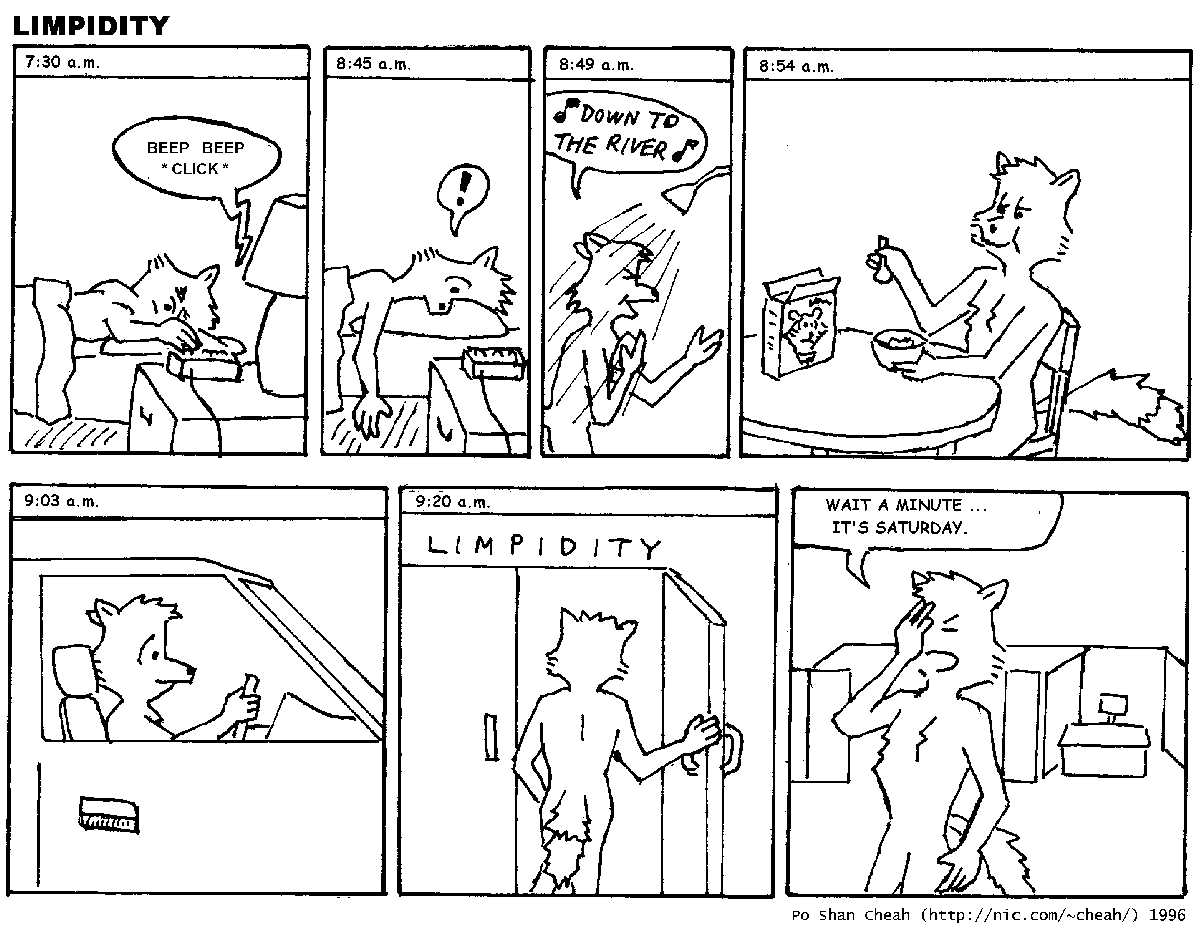 LIMPIDITY
7:30 a.m.
BEEP BEEP
*CLICK*
8:45 a.m.
!
8:49 a.m.
♪DOWN TO
THE RIVER♪
8:54 a.m.
9:03 a.m.
9:20 a.m.
LIMPIDITY
WAIT A MINUTE ...
IT'S SATURDAY.
Po Shan Cheah (http://nic.com/~cheah/) 1996